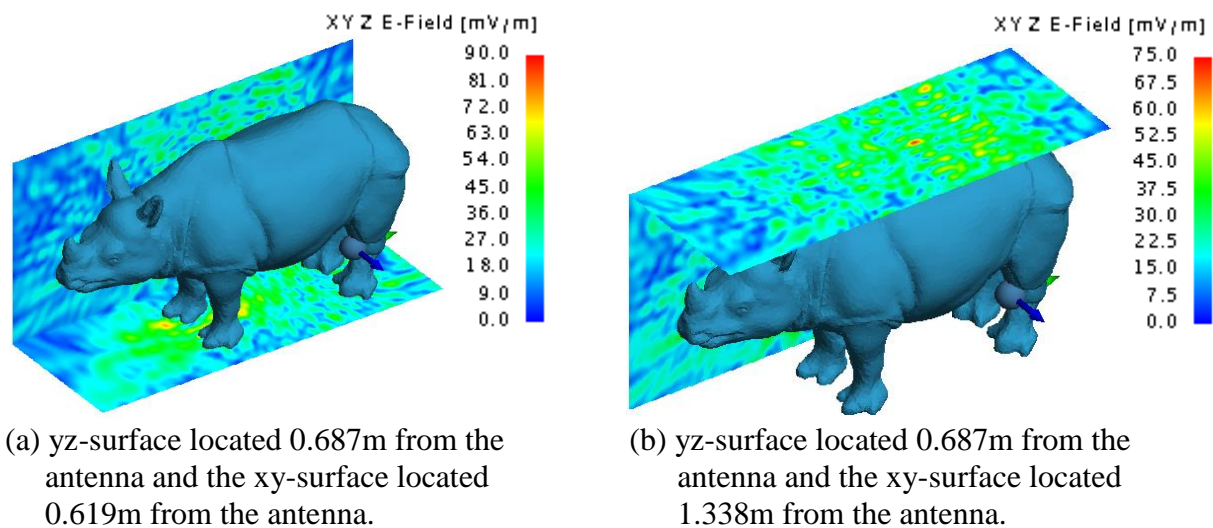 XYZ E-Field [mV/m]
90.0
81.0
72.0
63.0
54.0
45.0
36.0
27.0
18.0
9.0
0.0
(a) yz-surface located 0.687m from the
antenna and the xy-surface located
0.619m from the antenna.
XYZ E-Field [mV/m]
75.0
67.5
60.0
52.5
45.0
37.5
30.0
22.5
15.0
7.5
0.0
(b) yz-surface located 0.687m from the
antenna and the xy-surface located
1.338m from the antenna.